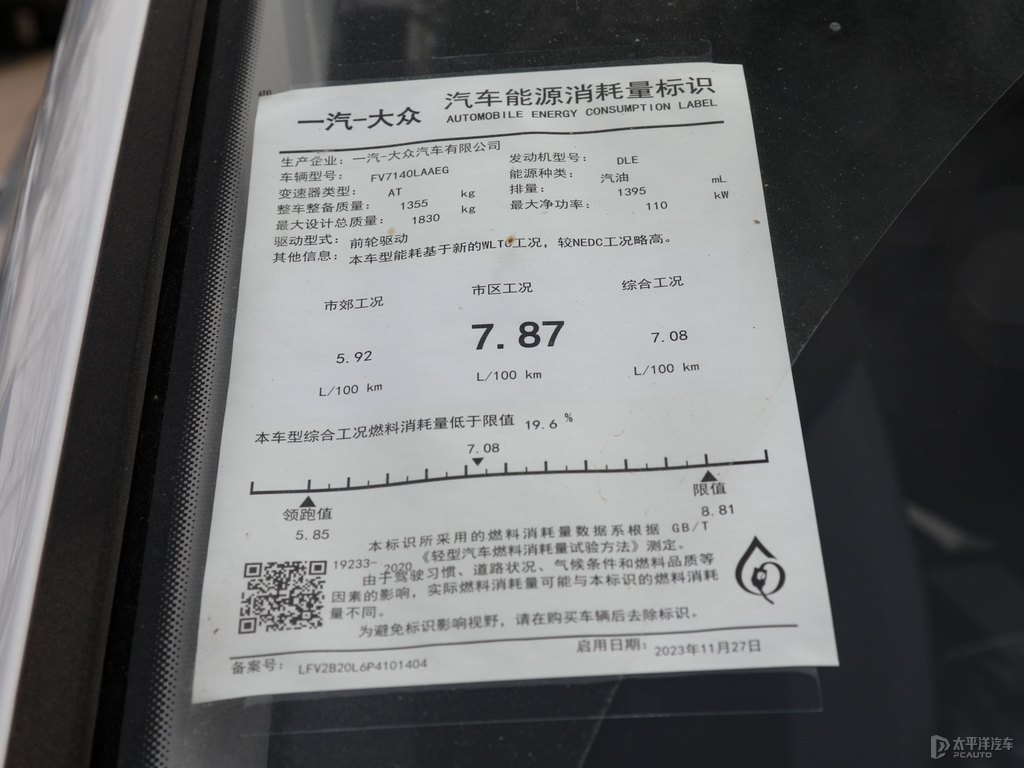 一汽-大众 汽车能源消耗量标识
AUTOMOBILE ENERGY CONSUMPTION LABEL
生产企业: 一汽-大众汽车有限公司
车辆型号: FV7140LAAEG 发动机型号: DLE
变速器类型: AT 能源种类: 汽油
整车整备质量: 1355 kg 排量: 1395 mL
最大设计总质量: 1830 kg 最大净功率: 110 kW
驱动型式: 前轮驱动
其他信息: 本车型能耗基于新的WLTC工况, 较NEDC工况略高。
市郊工况 市区工况 综合工况
5.92 7.87 7.08
L/100 km L/100 km L/100 km
本车型综合工况燃料消耗量低于限值 19.6 %
7.08
领跑值 限值
5.85 8.81
本标识所采用的燃料消耗量数据系根据 GB/T
19233- 2020 《轻型汽车燃料消耗量试验方法》测定。
由于驾驶习惯、道路状况、气候条件和燃料品质等
因素的影响, 实际燃料消耗量可能与本标识的燃料消耗
量不同。
为避免标识影响视野, 请在购买车辆后去除标识。
备案号: LFV2B20L6P4101404 启用日期: 2023年11月27日
太平洋汽车
PCAUTO